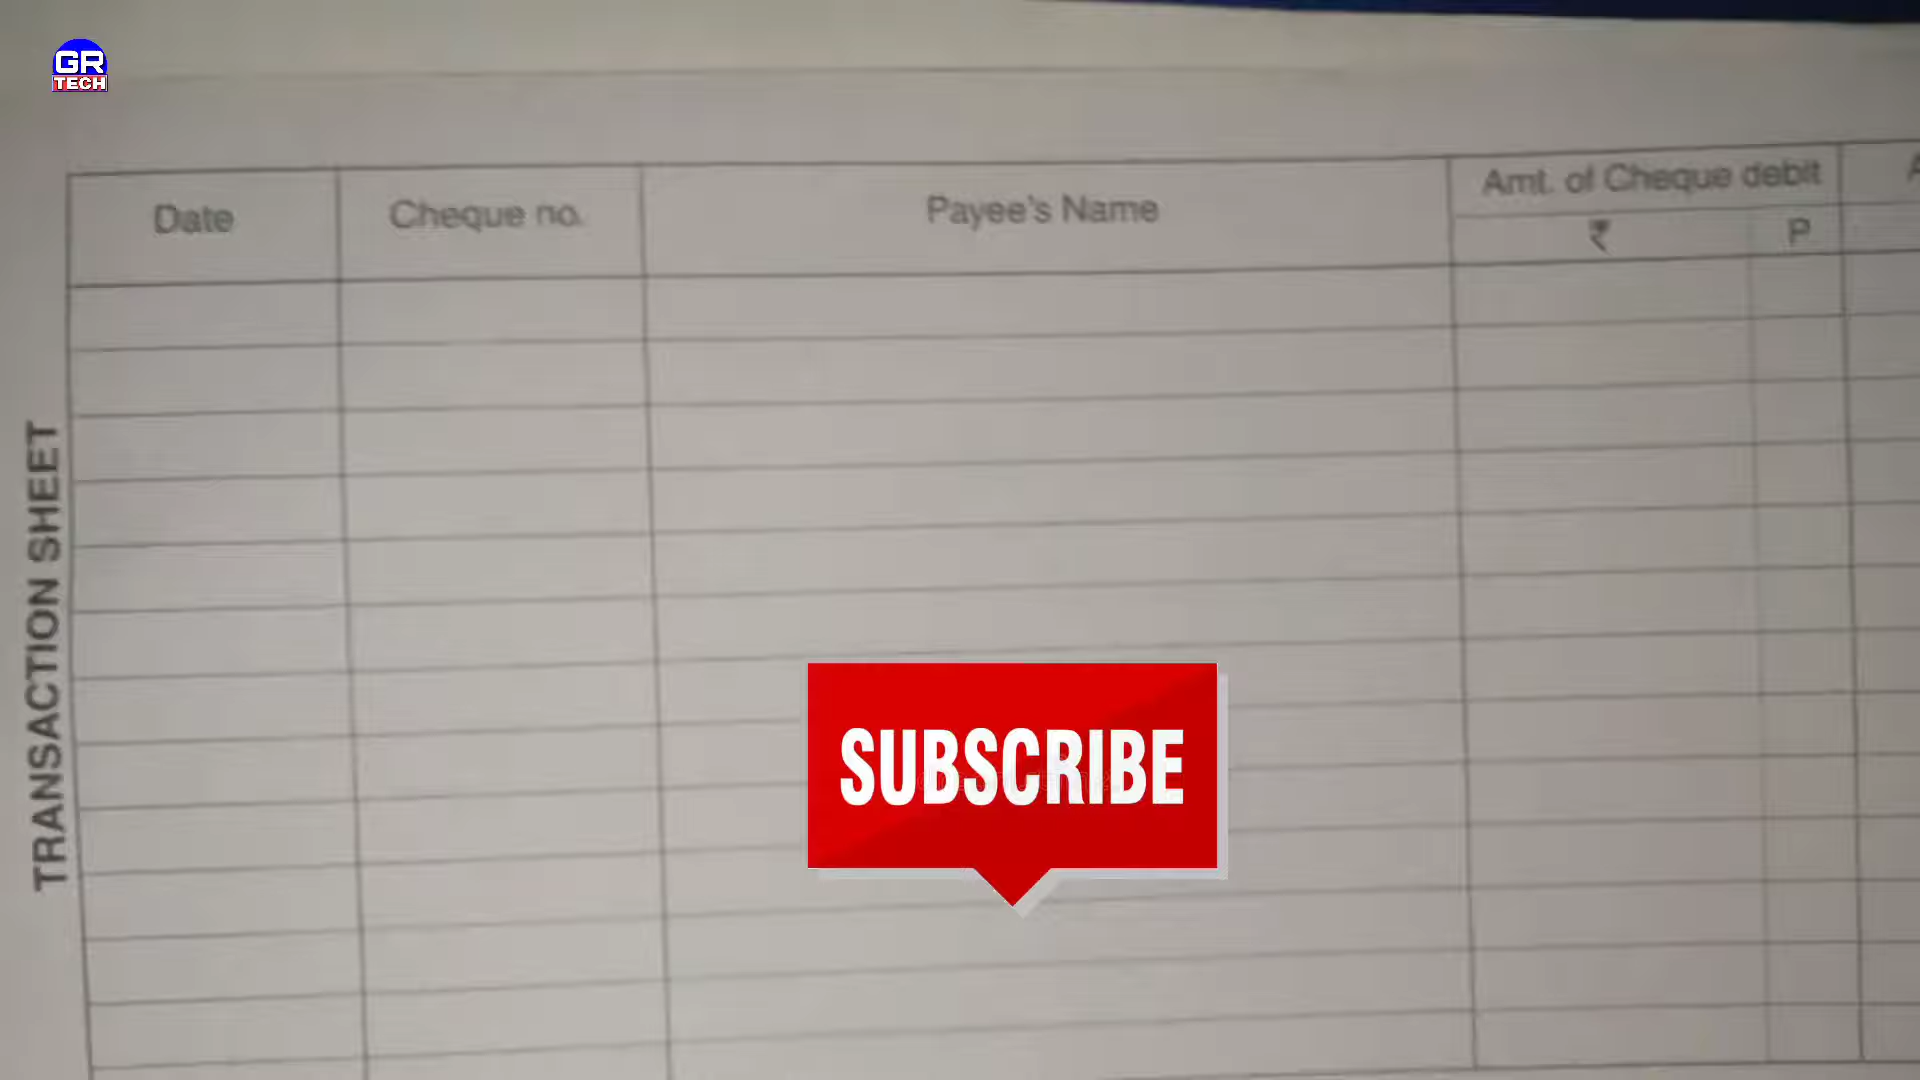 GR
TECH
TRANSACTION SHEET
Date
Cheque no.
Payee's Name
Amt. of Cheque debit
₹
P
SUBSCRIBE